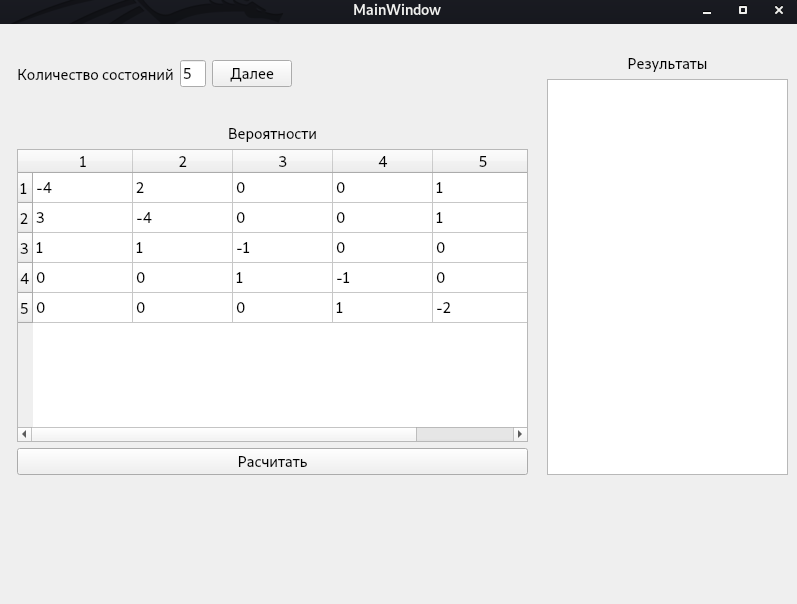 MainWindow
Количество состояний 5 Далее
Результаты
Вероятности
1 2 3 4 5
1 -4 2 0 0 1
2 3 -4 0 0 1
3 1 1 -1 0 0
4 0 0 1 -1 0
5 0 0 0 1 -2
Расчитать